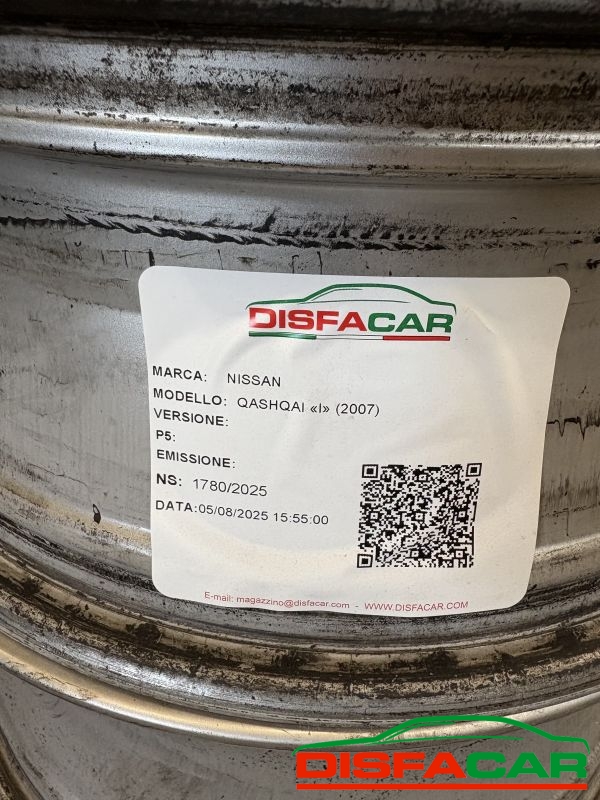 DISFACAR
MARCA: NISSAN
MODELLO: QASHQAI «I» (2007)
VERSIONE:
P5:
EMISSIONE:
NS: 1780/2025
DATA:05/08/2025 15:55:00
E-mail: magazzino@disfacar.com - WWW.DISFACAR.COM
DISFACAR